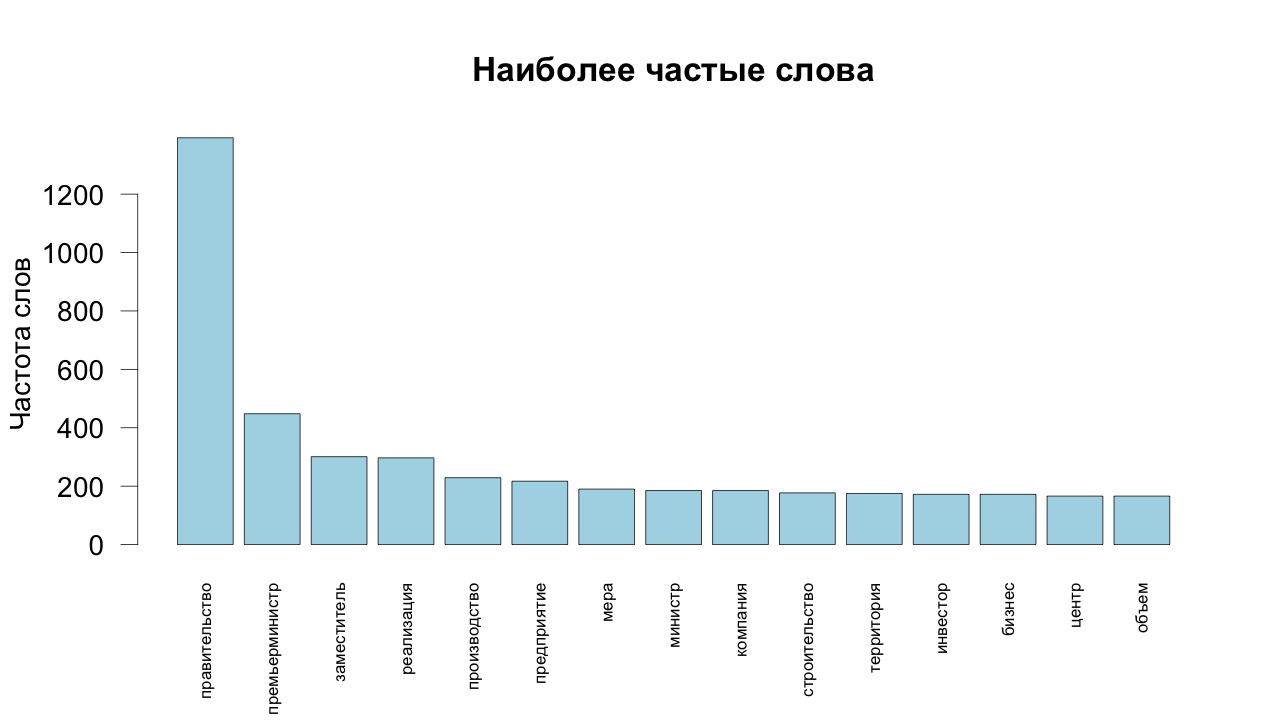 Наиболее частые слова
Частота слов
1200
1000
800
600
400
200
0
правительство
премьерминистр
заместитель
реализация
производство
предприятие
мера
министр
компания
строительство
территория
инвестор
бизнес
центр
объем